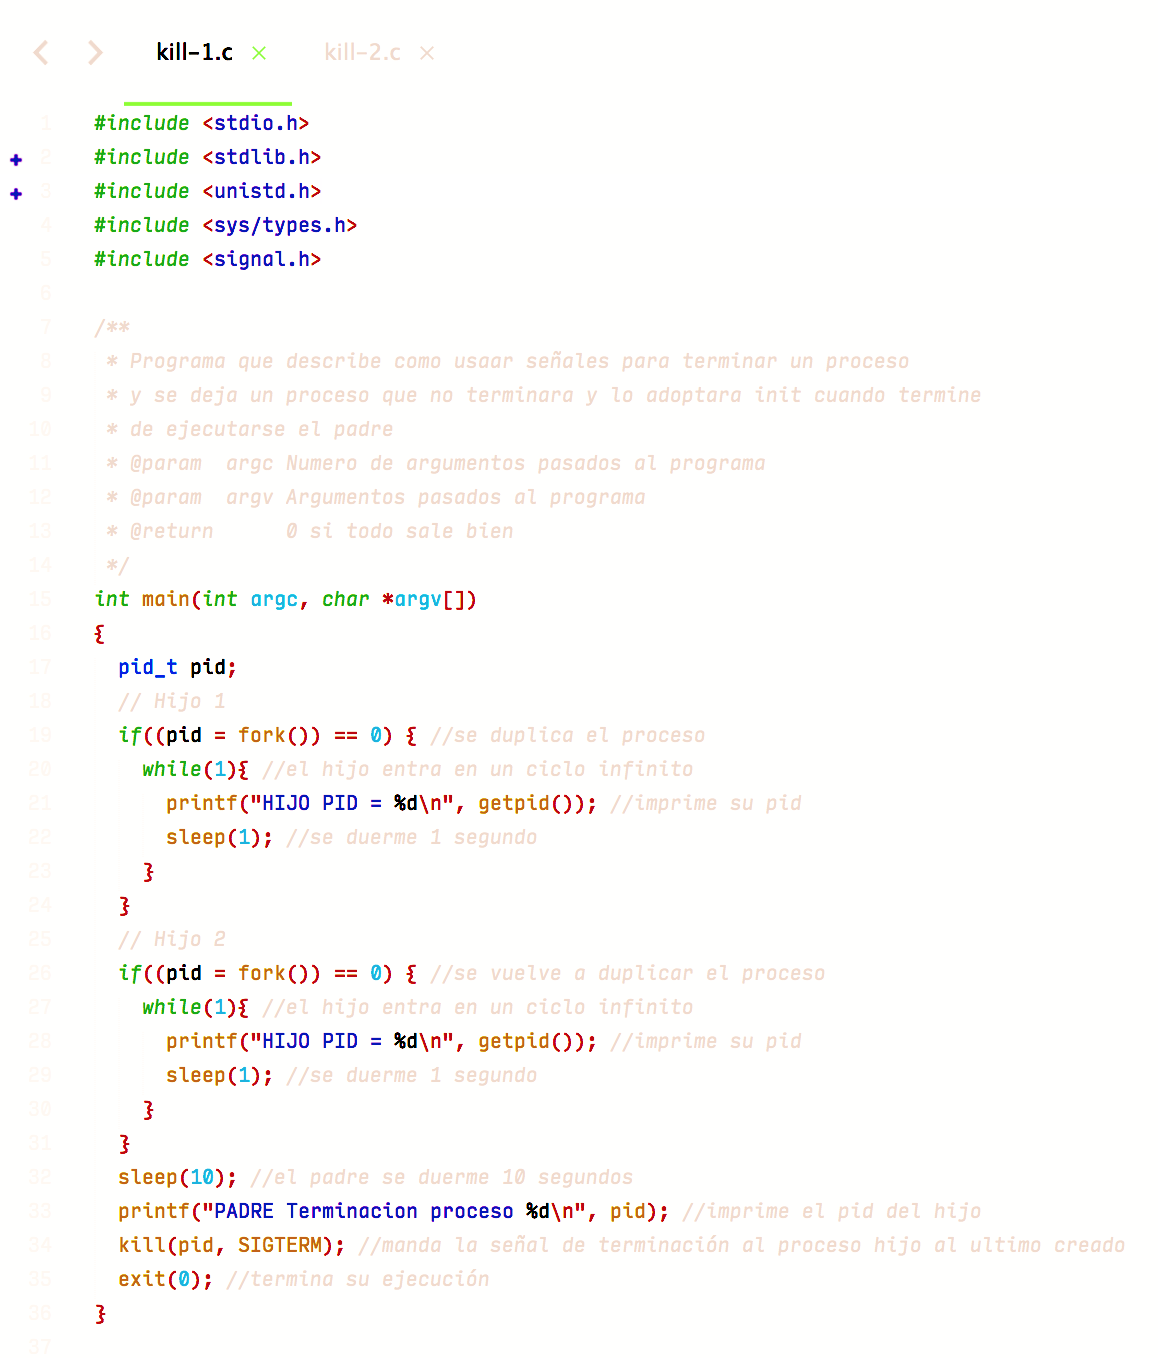 kill-1.c × kill-2.c ×
1 #include <stdio.h>
2 #include <stdlib.h>
3 #include <unistd.h>
4 #include <sys/types.h>
5 #include <signal.h>
6
7 /**
8 * Programa que describe como usaar señales para terminar un proceso
9 * y se deja un proceso que no terminara y lo adoptara init cuando termine
10 * de ejecutarse el padre
11 * @param  argc Numero de argumentos pasados al programa
12 * @param  argv Argumentos pasados al programa
13 * @return      0 si todo sale bien
14 */
15 int main(int argc, char *argv[])
16 {
17   pid_t pid;
18   // Hijo 1
19   if((pid = fork()) == 0) { //se duplica el proceso
20     while(1){ //el hijo entra en un ciclo infinito
21       printf("HIJO PID = %d\n", getpid()); //imprime su pid
22       sleep(1); //se duerme 1 segundo
23     }
24   }
25   // Hijo 2
26   if((pid = fork()) == 0) { //se vuelve a duplicar el proceso
27     while(1){ //el hijo entra en un ciclo infinito
28       printf("HIJO PID = %d\n", getpid()); //imprime su pid
29       sleep(1); //se duerme 1 segundo
30     }
31   }
32   sleep(10); //el padre se duerme 10 segundos
33   printf("PADRE Terminacion proceso %d\n", pid); //imprime el pid del hijo
34   kill(pid, SIGTERM); //manda la señal de terminación al proceso hijo al ultimo creado
35   exit(0); //termina su ejecución
36 }
37